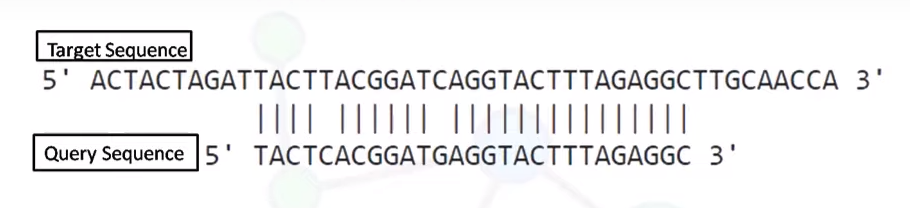 Target Sequence
5' ACTACTAGATTACTTACGGATCAGGTACTTTAGAGGCTTGCAACCA 3'
|||| |||||| |||||||||||||||
Query Sequence 5' TACTCACGGATGAGGTACTTTAGAGGC 3'